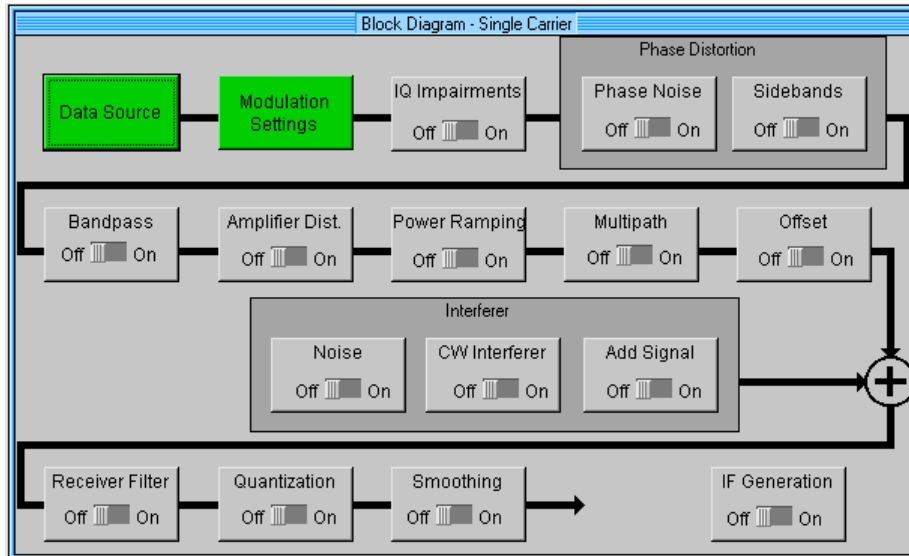 Block Diagram - Single Carrier
Phase Distortion
Data Source
Modulation
Settings
IQ Impairments
Off On
Phase Noise
Off On
Sidebands
Off On
Bandpass
Off On
Amplifier Dist.
Off On
Power Ramping
Off On
Multipath
Off On
Offset
Off On
Interferer
Noise
Off On
CW Interferer
Off On
Add Signal
Off On
Receiver Filter
Off On
Quantization
Off On
Smoothing
Off On
IF Generation
Off On